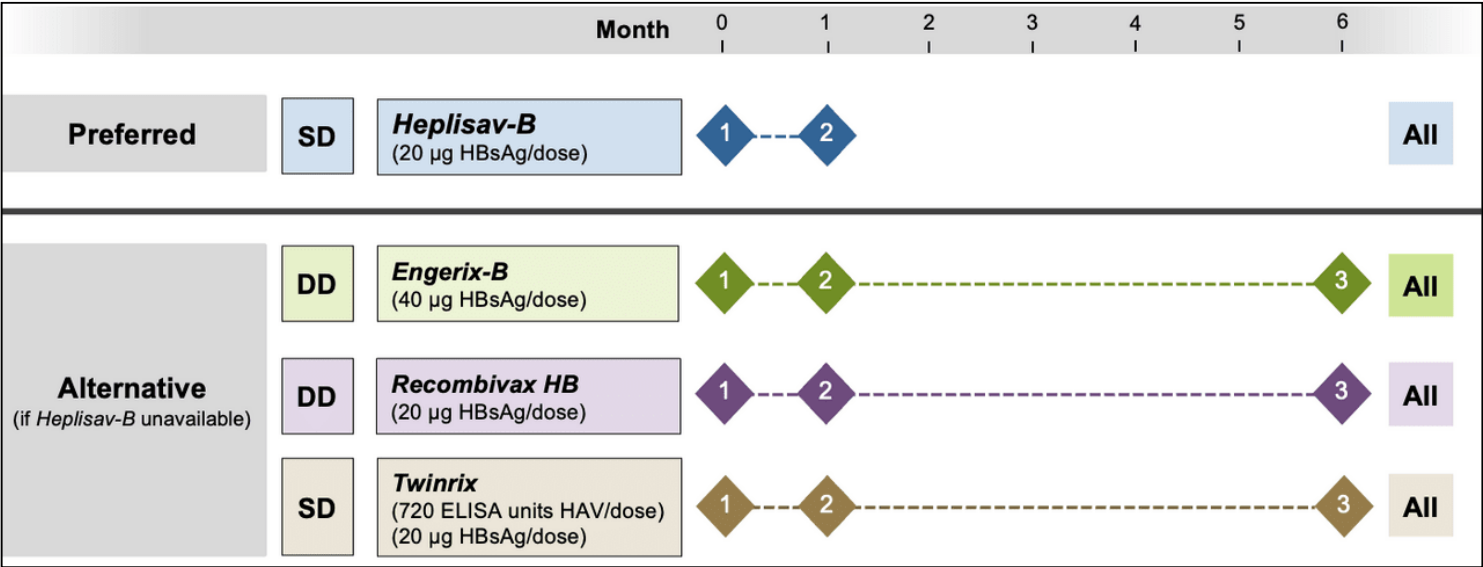 Month 0 1 2 3 4 5 6
Preferred
SD
Heplisav-B
(20 µg HBsAg/dose)
1 2
All
Alternative
(if Heplisav-B unavailable)
DD
Engerix-B
(40 µg HBsAg/dose)
1 2 3
All
DD
Recombivax HB
(20 µg HBsAg/dose)
1 2 3
All
SD
Twinrix
(720 ELISA units HAV/dose)
(20 µg HBsAg/dose)
1 2 3
All